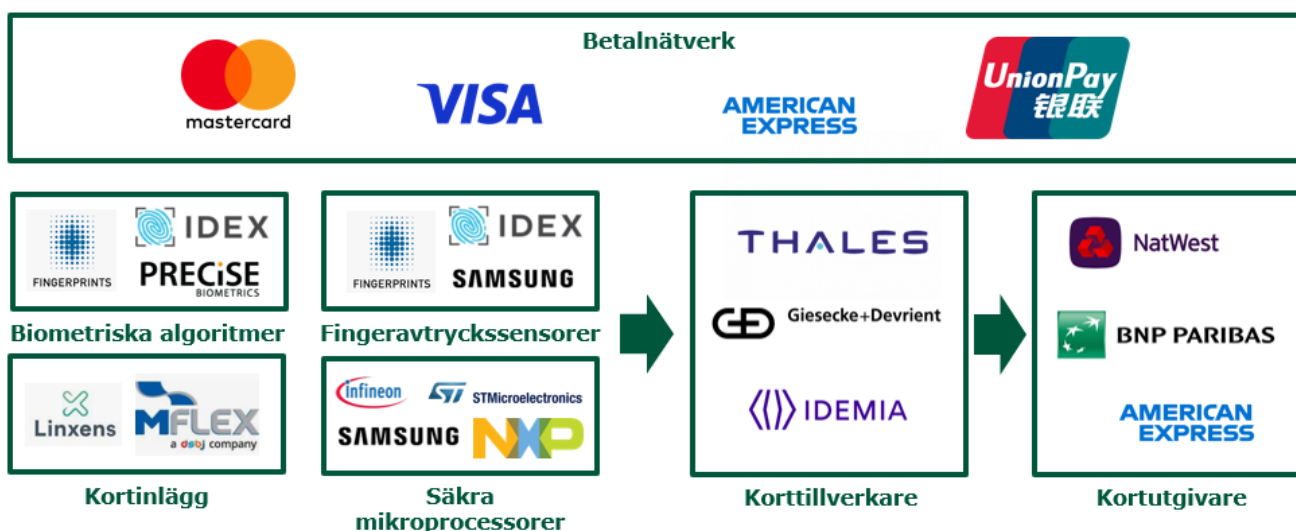 Betalnätverk
mastercard
VISA
AMERICAN
EXPRESS
UnionPay
银联
FINGERPRINTS
IDEX
PRECISE
BIOMETRICS
Biometriska algoritmer
FINGERPRINTS
IDEX
SAMSUNG
Fingeravtryckssensorer
Linxens
MFLEX
a dsbj company
Kortinlägg
infineon
ST STMicroelectronics
SAMSUNG
NXP
Säkra
mikroprocessorer
THALES
G+D Giesecke+Devrient
IDEMIA
Korttillverkare
NatWest
BNP PARIBAS
AMERICAN
EXPRESS
Kortutgivare